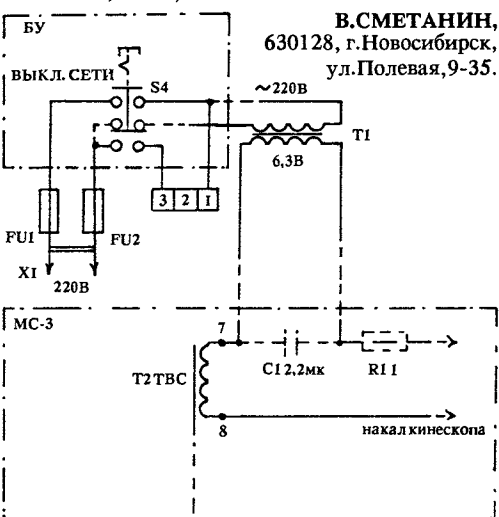 В.СМЕТАНИН,
630128, г.Новосибирск,
ул.Полевая,9-35.
БУ
ВЫКЛ. СЕТИ
S4
~220В
T1
6,3В
3 2 1
FU1
FU2
X1
220В
МС-3
7
C1 2,2мк
R1 1
Т2 ТВС
8
накал кинескопа